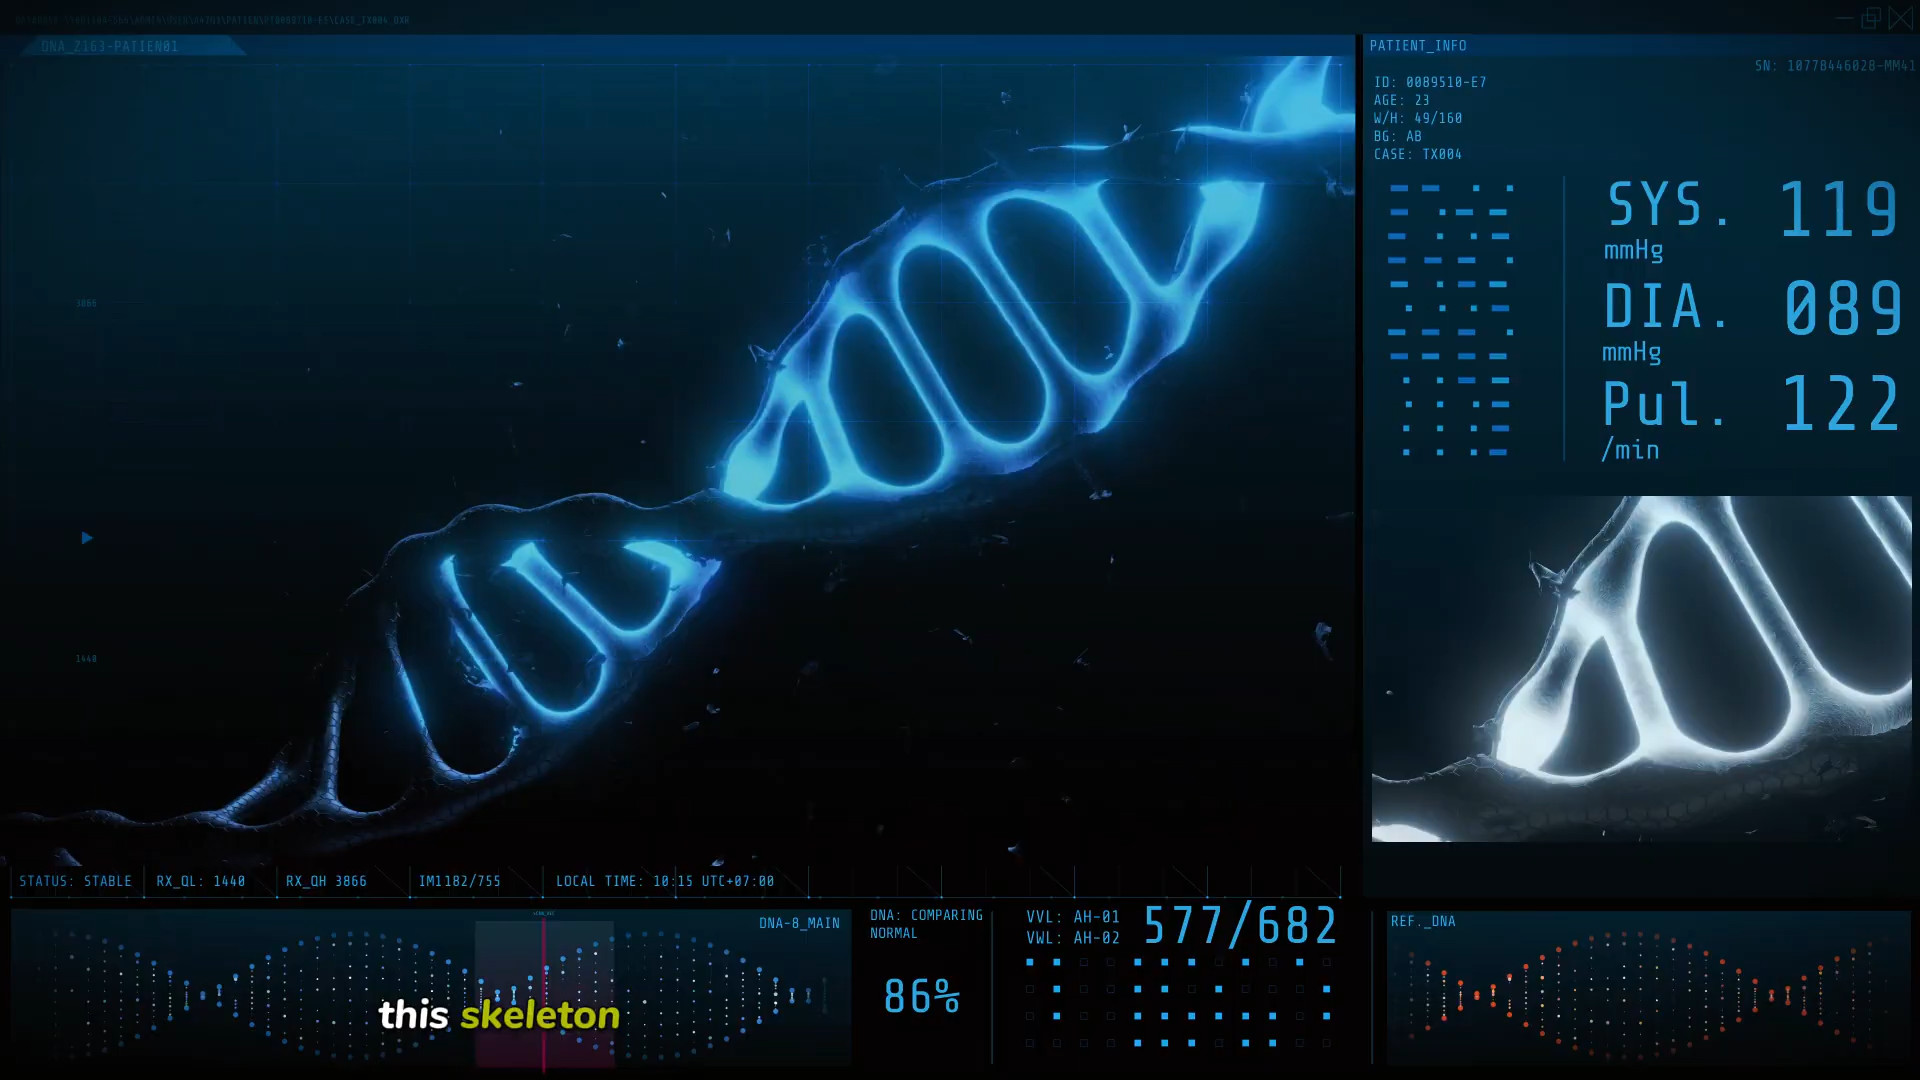 DNA_2163-PATIEN01
PATIENT_INFO
SN: 10778446028-MM41
ID: 0089510-E7
AGE: 23
W/H: 49/160
BG: AB
CASE: TX004
SYS. 119
mmHg
DIA. 089
mmHg
Pul. 122
/min
3866
1440
STATUS: STABLE
RX_QL: 1440
RX_QH 3866
IM1182/755
LOCAL TIME: 10:15 UTC+07:00
DNA-8_MAIN
DNA: COMPARING
NORMAL
86%
VVL: AH-01
VWL: AH-02
577/682
REF._DNA
this skeleton